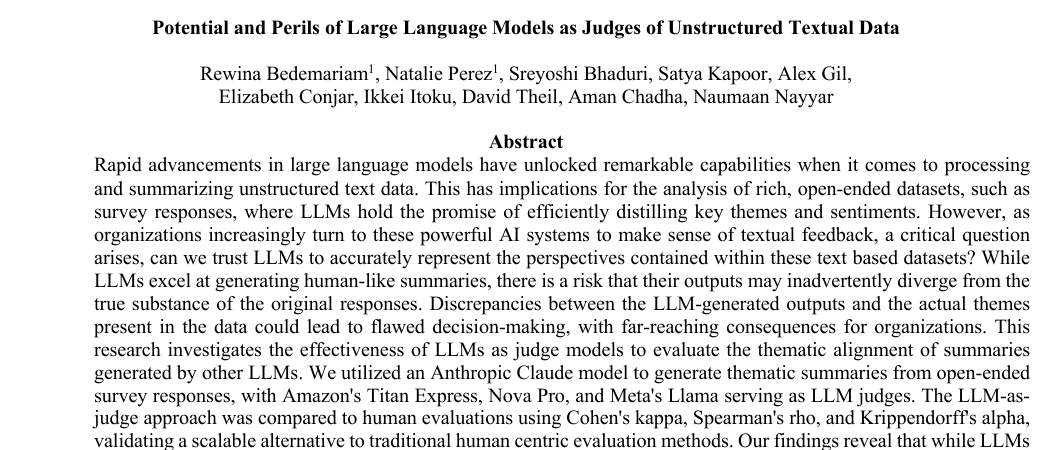 Potential and Perils of Large Language Models as Judges of Unstructured Textual Data
Rewina Bedemariam1, Natalie Perez1, Sreyoshi Bhaduri, Satya Kapoor, Alex Gil,
Elizabeth Conjar, Ikkei Itoku, David Theil, Aman Chadha, Naumaan Nayyar
Abstract
Rapid advancements in large language models have unlocked remarkable capabilities when it comes to processing
and summarizing unstructured text data. This has implications for the analysis of rich, open-ended datasets, such as
survey responses, where LLMs hold the promise of efficiently distilling key themes and sentiments. However, as
organizations increasingly turn to these powerful AI systems to make sense of textual feedback, a critical question
arises, can we trust LLMs to accurately represent the perspectives contained within these text based datasets? While
LLMs excel at generating human-like summaries, there is a risk that their outputs may inadvertently diverge from the
true substance of the original responses. Discrepancies between the LLM-generated outputs and the actual themes
present in the data could lead to flawed decision-making, with far-reaching consequences for organizations. This
research investigates the effectiveness of LLMs as judge models to evaluate the thematic alignment of summaries
generated by other LLMs. We utilized an Anthropic Claude model to generate thematic summaries from open-ended
survey responses, with Amazon's Titan Express, Nova Pro, and Meta's Llama serving as LLM judges. The LLM-as-
judge approach was compared to human evaluations using Cohen's kappa, Spearman's rho, and Krippendorff's alpha,
validating a scalable alternative to traditional human centric evaluation methods. Our findings reveal that while LLMs